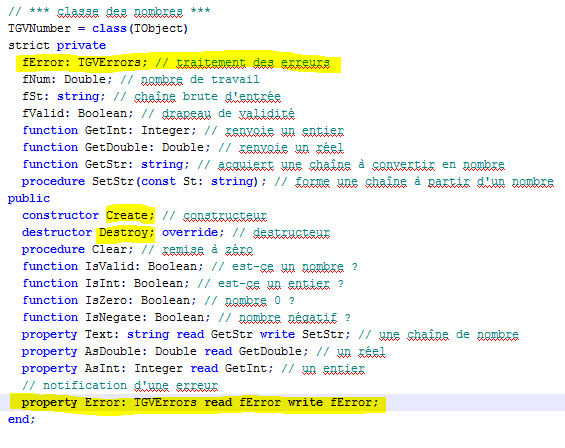 // *** classe des nombres ***
TGVNumber = class(TObject)
strict private
fError: TGVErrors; // traitement des erreurs
fNum: Double; // nombre de travail
fSt: string; // chaîne brute d'entrée
fValid: Boolean; // drapeau de validité
function GetInt: Integer; // renvoie un entier
function GetDouble: Double; // renvoie un réel
function GetStr: string; // acquiert une chaîne à convertir en nombre
procedure SetStr(const St: string); // forme une chaîne à partir d'un nombre
public
constructor Create; // constructeur
destructor Destroy; override; // destructeur
procedure Clear; // remise à zéro
function IsValid: Boolean; // est-ce un nombre ?
function IsInt: Boolean; // est-ce un entier ?
function IsZero: Boolean; // nombre 0 ?
function IsNegate: Boolean; // nombre négatif ?
property Text: string read GetStr write SetStr; // une chaîne de nombre
property AsDouble: Double read GetDouble; // un réel
property AsInt: Integer read GetInt; // un entier
// notification d'une erreur
property Error: TGVErrors read fError write fError;
end;